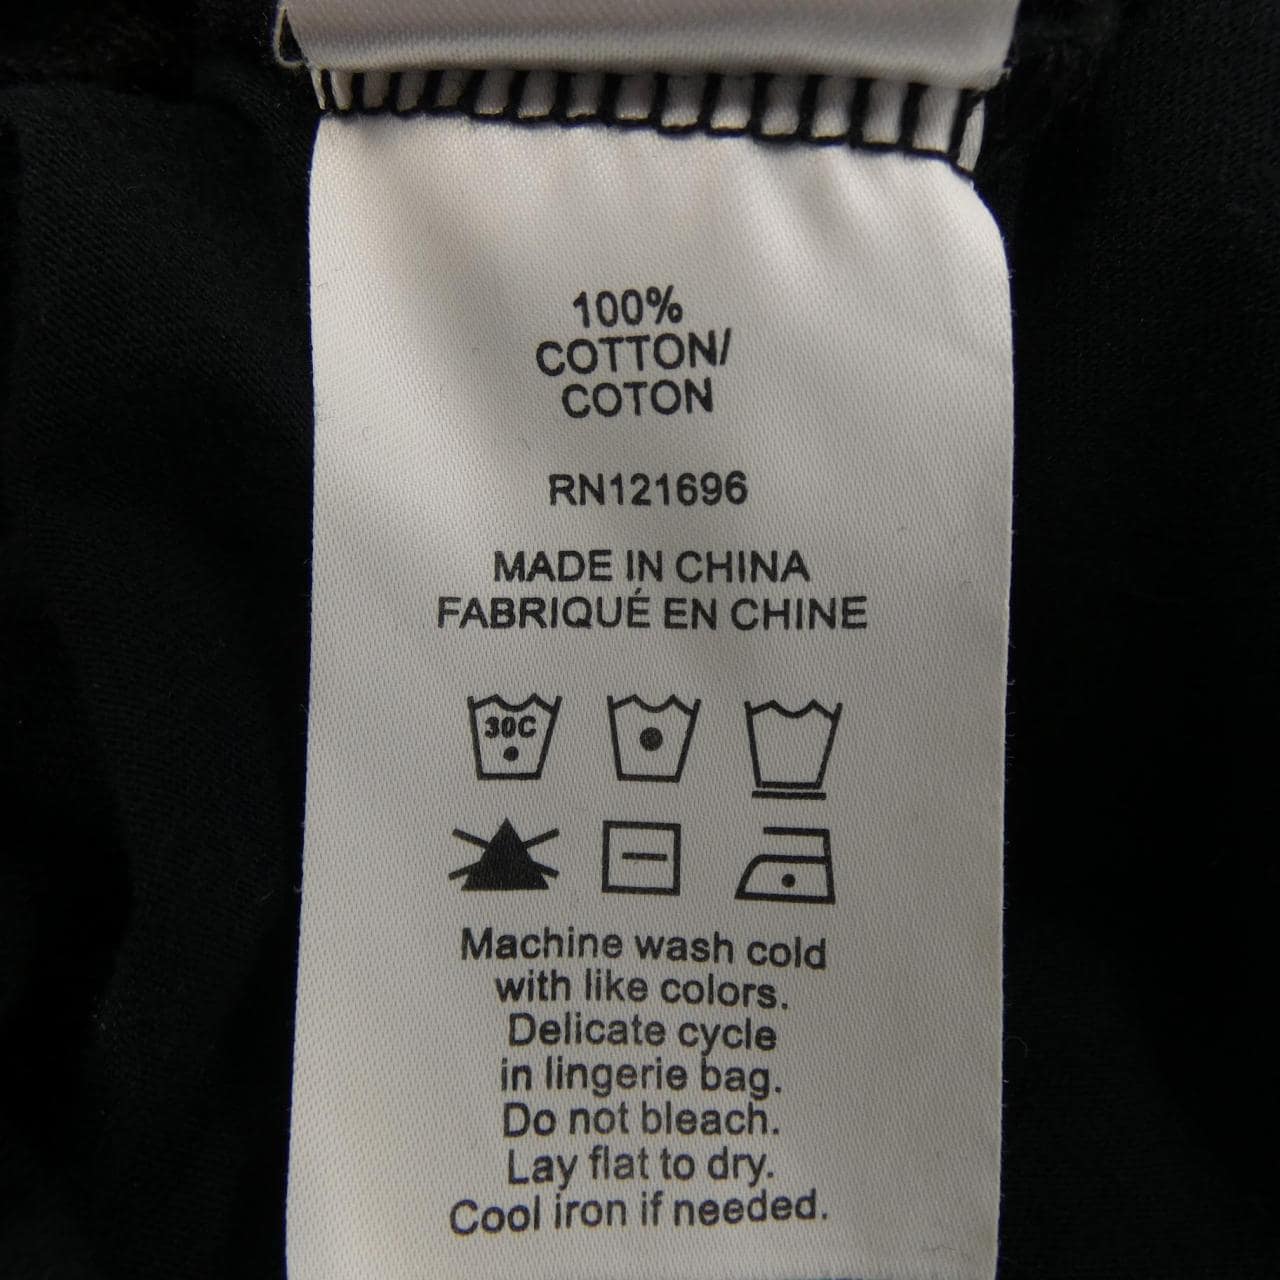 100%
COTTON/
COTON
RN121696
MADE IN CHINA
FABRIQUÉ EN CHINE
30C
Machine wash cold
with like colors.
Delicate cycle
in lingerie bag.
Do not bleach.
Lay flat to dry.
Cool iron if needed.